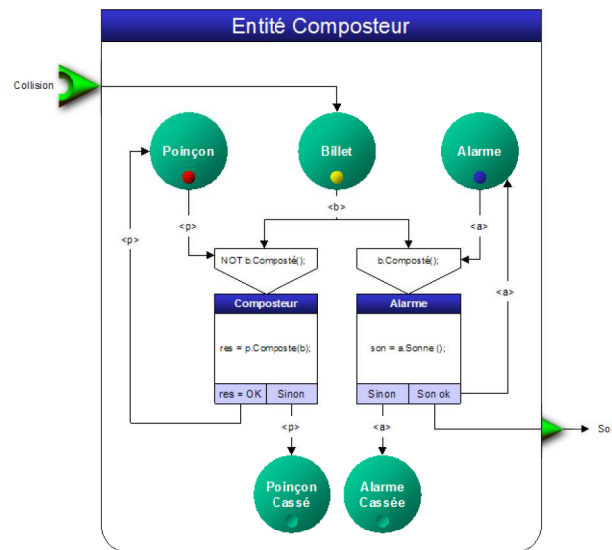 Entité Composteur
Collision
Poinçon
Billet
Alarme
<b>
<p>
<p>
<a>
NOT b.Composté();
b.Composté();
<a>
Composteur
Alarme
res = p.Composte(b);
son = a.Sonne ();
res = OK
Sinon
Sinon
Son ok
<p>
<a>
So
Poinçon
Cassé
Alarme
Cassée